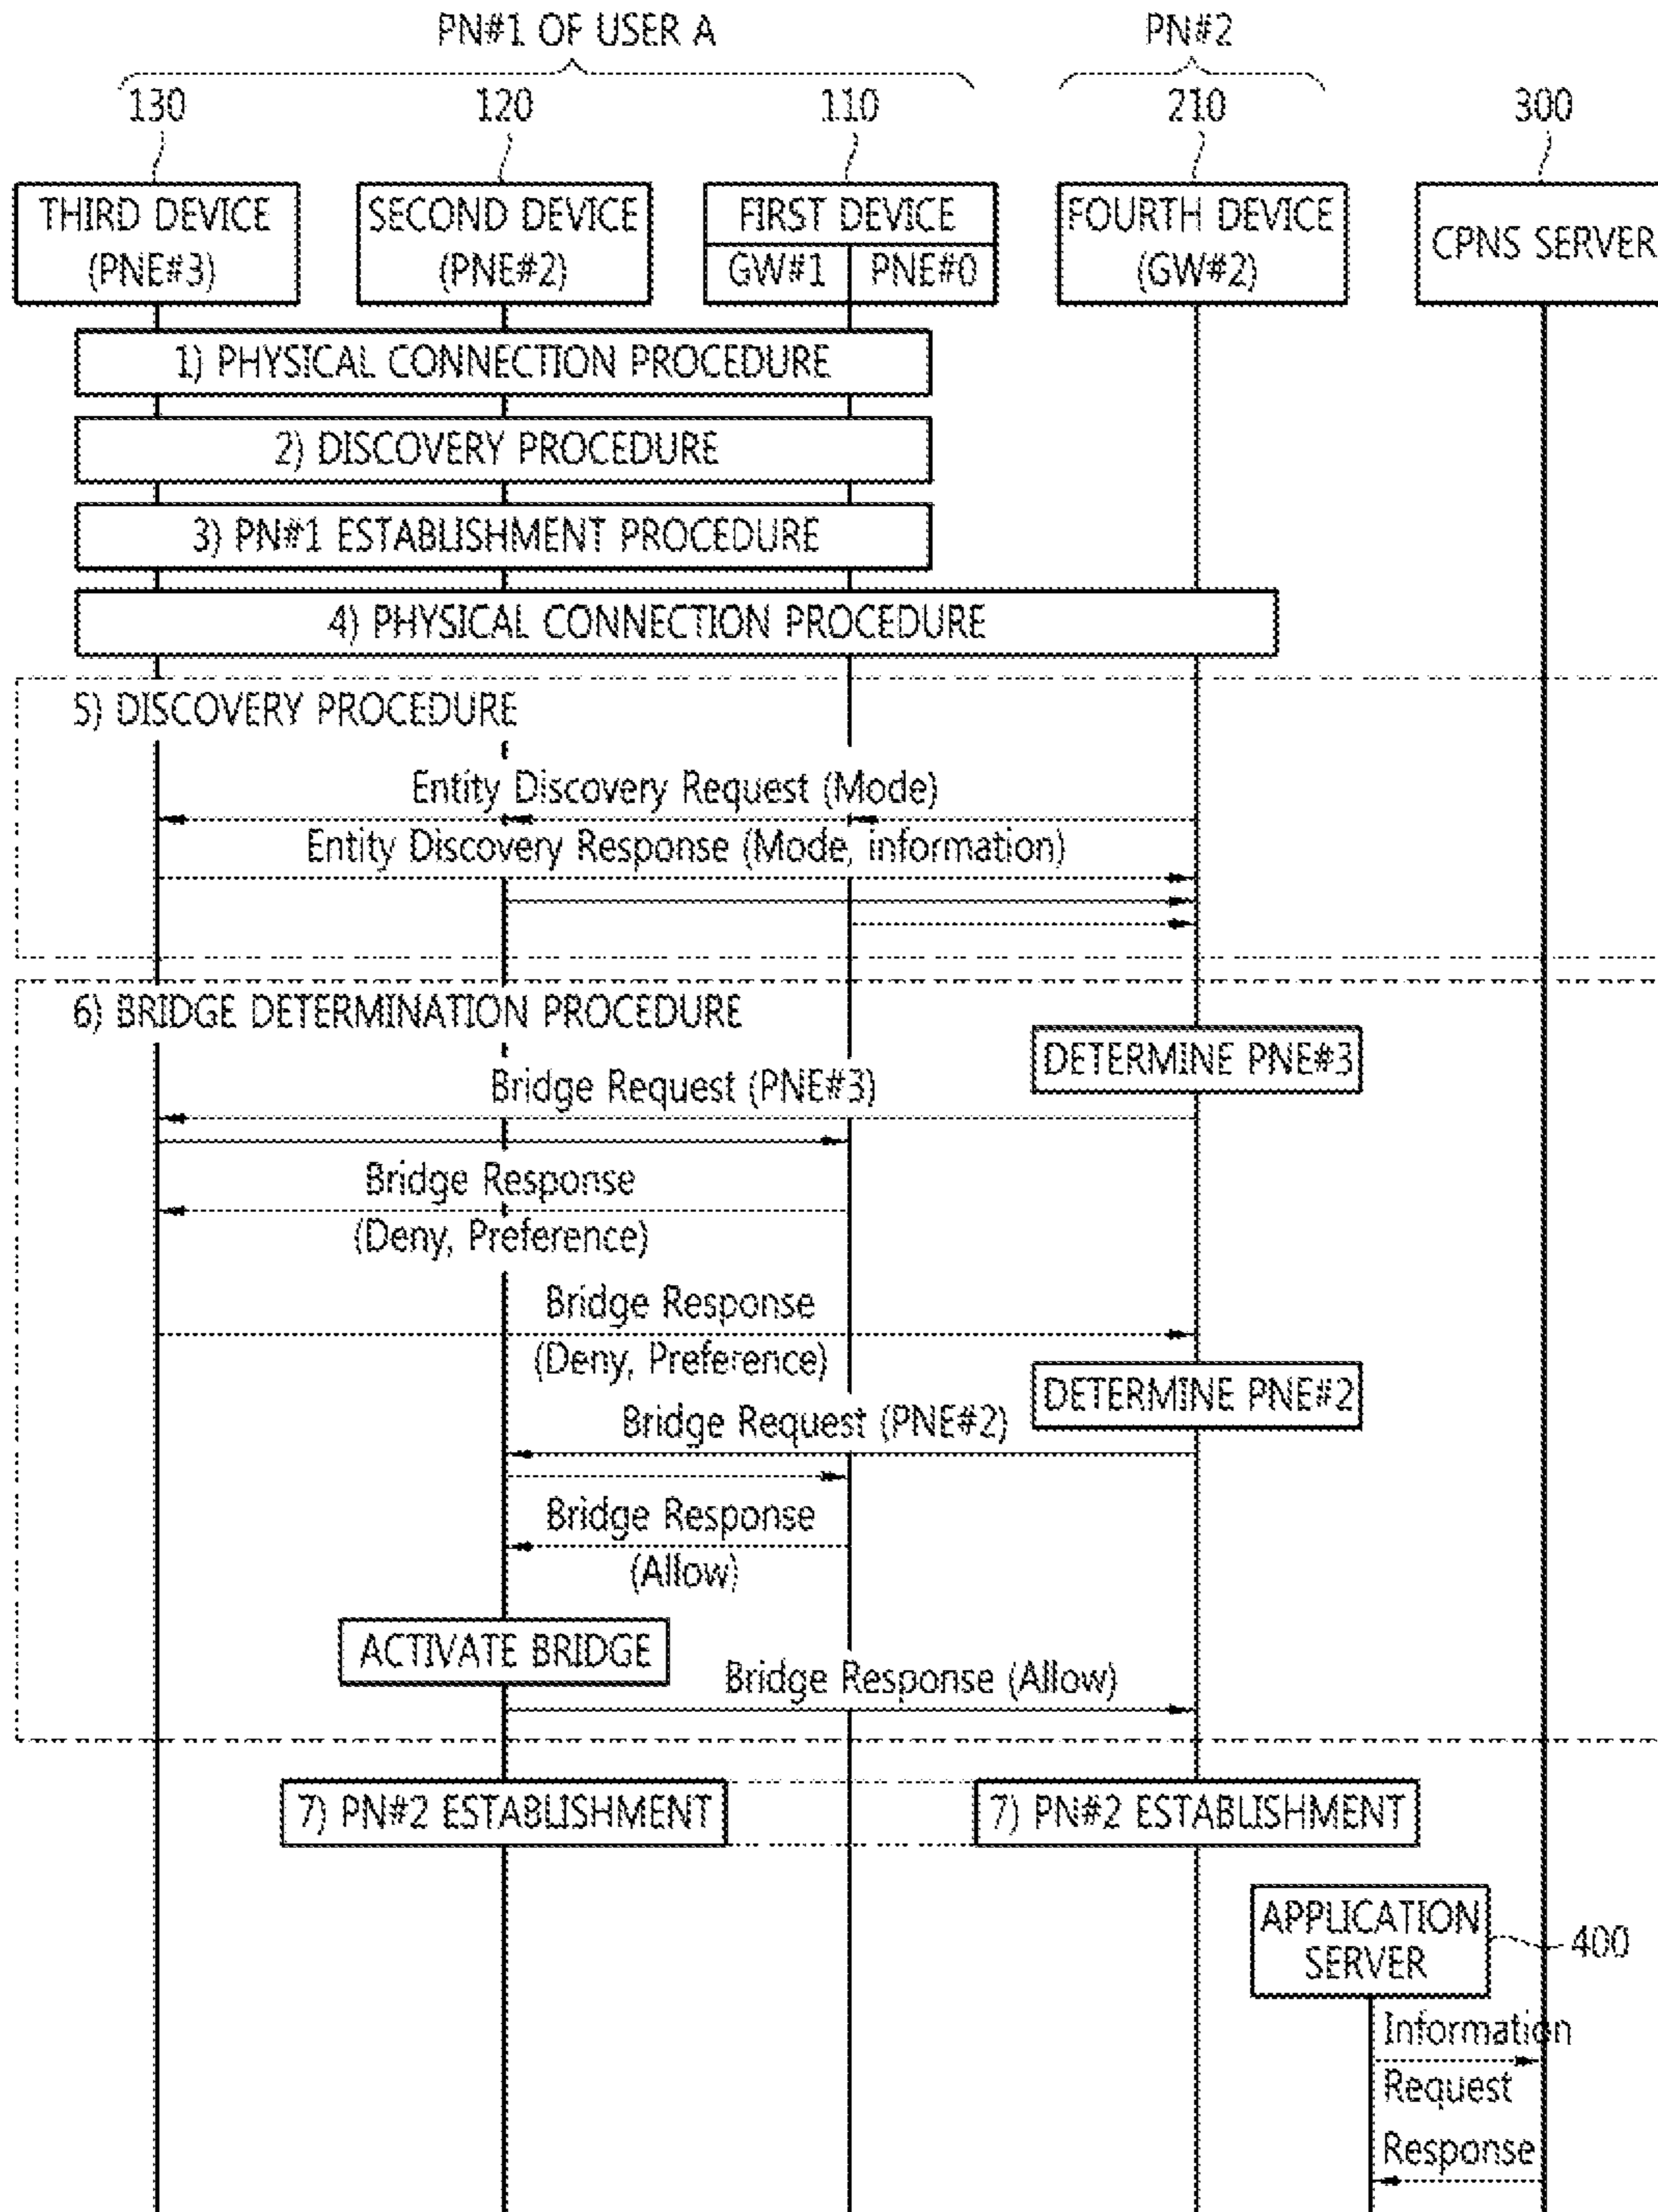 PN#1 OF USER A
PN#2
130
120
110
210
300
THIRD DEVICE
(PNE#3)
SECOND DEVICE
(PNE#2)
FIRST DEVICE
GW#1
PNE#0
FOURTH DEVICE
(GW#2)
CPNS SERVER
1) PHYSICAL CONNECTION PROCEDURE
2) DISCOVERY PROCEDURE
3) PN#1 ESTABLISHMENT PROCEDURE
4) PHYSICAL CONNECTION PROCEDURE
5) DISCOVERY PROCEDURE
Entity Discovery Request (Mode)
Entity Discovery Response (Mode, information)
6) BRIDGE DETERMINATION PROCEDURE
DETERMINE PNE#3
Bridge Request (PNE#3)
Bridge Response
(Deny, Preference)
Bridge Response
(Deny, Preference)
DETERMINE PNE#2
Bridge Request (PNE#2)
Bridge Response
(Allow)
ACTIVATE BRIDGE
Bridge Response (Allow)
7) PN#2 ESTABLISHMENT
7) PN#2 ESTABLISHMENT
APPLICATION
SERVER
400
Information
Request
Response